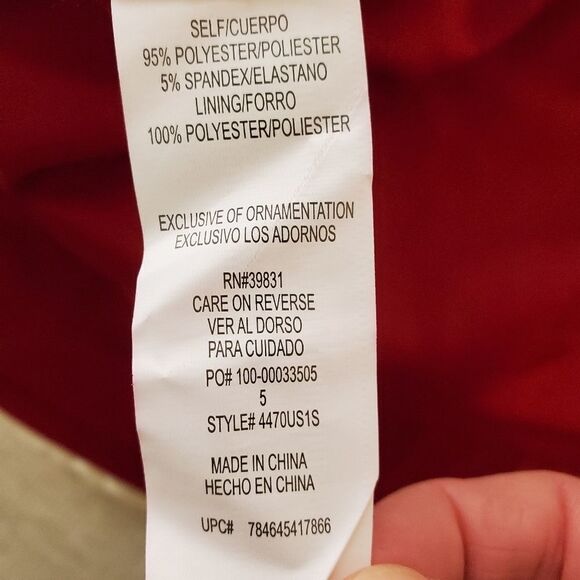 SELF/CUERPO
95% POLYESTER/POLIESTER
5% SPANDEX/ELASTANO
LINING/FORRO
100% POLYESTER/POLIESTER
EXCLUSIVE OF ORNAMENTATION
EXCLUSIVO LOS ADORNOS
RN#39831
CARE ON REVERSE
VER AL DORSO
PARA CUIDADO
PO# 100-00033505
5
STYLE# 4470US1S
MADE IN CHINA
HECHO EN CHINA
UPC# 784645417866